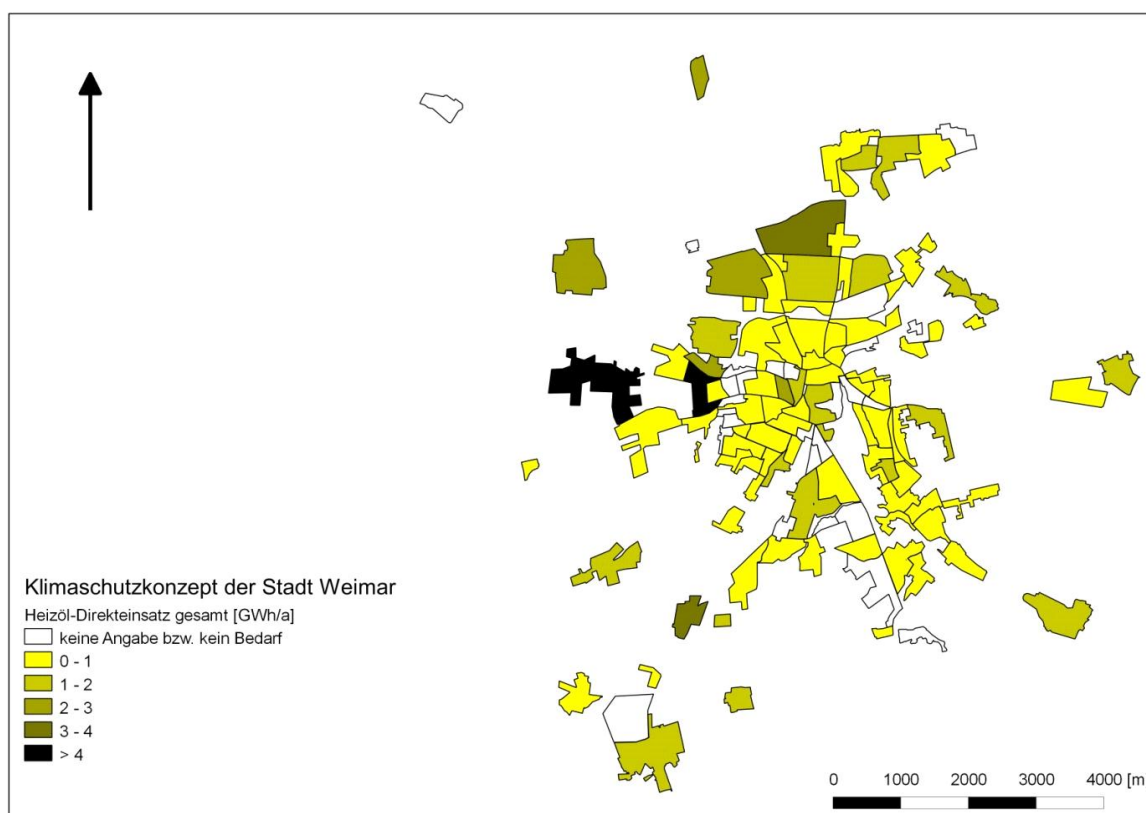 Klimaschutzkonzept der Stadt Weimar
Heizöl-Direkteinsatz gesamt [GWh/a]
keine Angabe bzw. kein Bedarf
0 - 1
1 - 2
2 - 3
3 - 4
> 4
0 1000 2000 3000 4000 [m